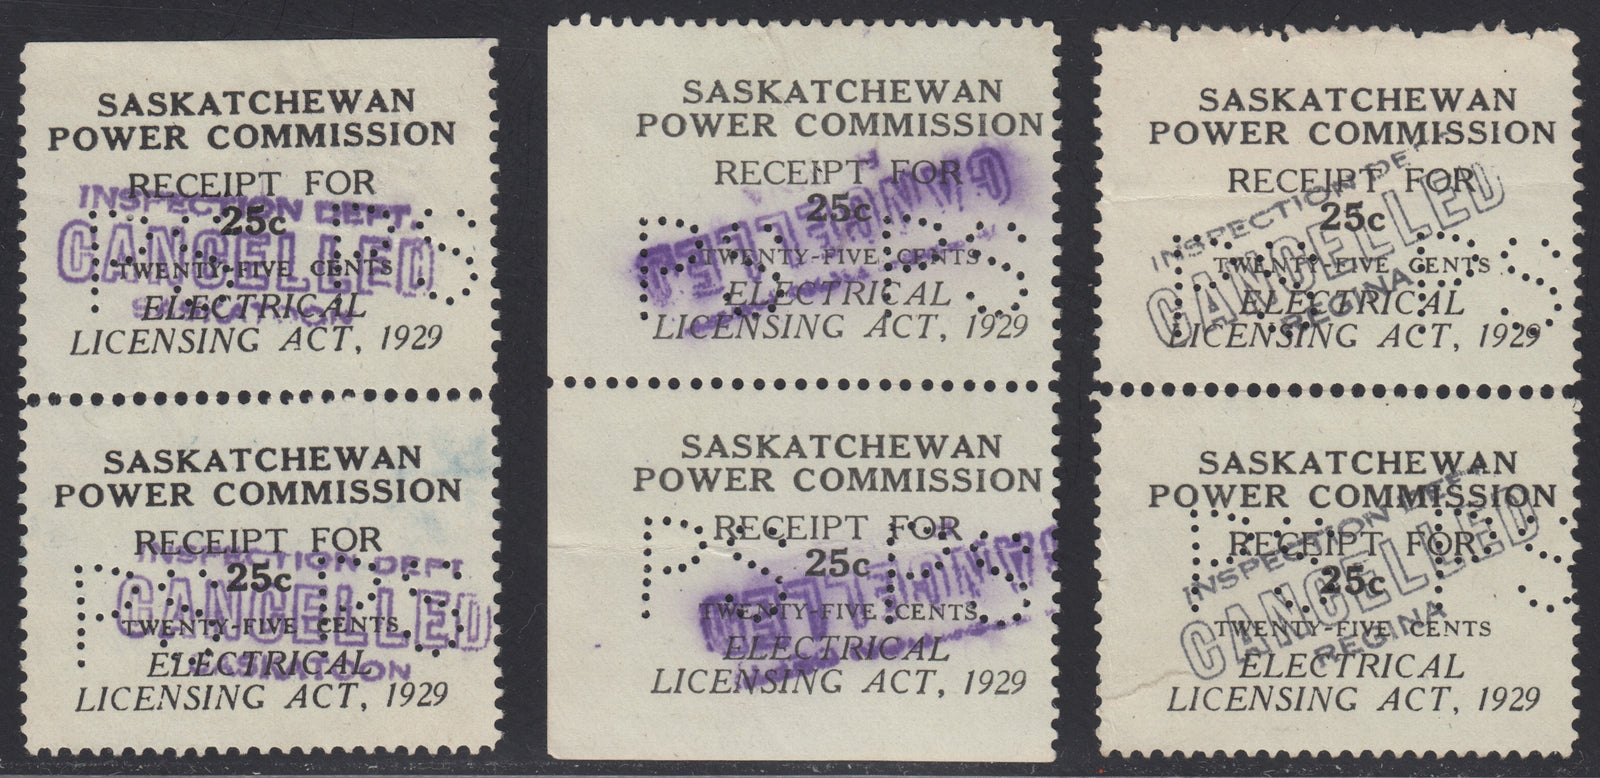 SASKATCHEWAN
POWER COMMISSION
RECEIPT FOR
25c
TWENTY-FIVE CENTS
ELECTRICAL
LICENSING ACT, 1929
INSPECTION DEPT.
CANCELLED
SASKATCHEWAN
POWER COMMISSION
RECEIPT FOR
25c
TWENTY-FIVE CENTS
ELECTRICAL
LICENSING ACT, 1929
INSPECTION DEPT
CANCELLED
SASKATOON
SASKATCHEWAN
POWER COMMISSION
RECEIPT FOR
25c
TWENTY-FIVE CENTS
ELECTRICAL
LICENSING ACT, 1929
CANCELLED
SASKATCHEWAN
POWER COMMISSION
RECEIPT FOR
25c
TWENTY-FIVE CENTS
ELECTRICAL
LICENSING ACT, 1929
CANCELLED
SASKATCHEWAN
POWER COMMISSION
RECEIPT FOR
25c
TWENTY-FIVE CENTS
ELECTRICAL
LICENSING ACT, 1929
INSPECTION DE
CANCELLED
REGINA
SASKATCHEWAN
POWER COMMISSION
RECEIPT FOR
25c
TWENTY-FIVE CENTS
ELECTRICAL
LICENSING ACT, 1929
INSPECTION
CANCELLED
REGINA